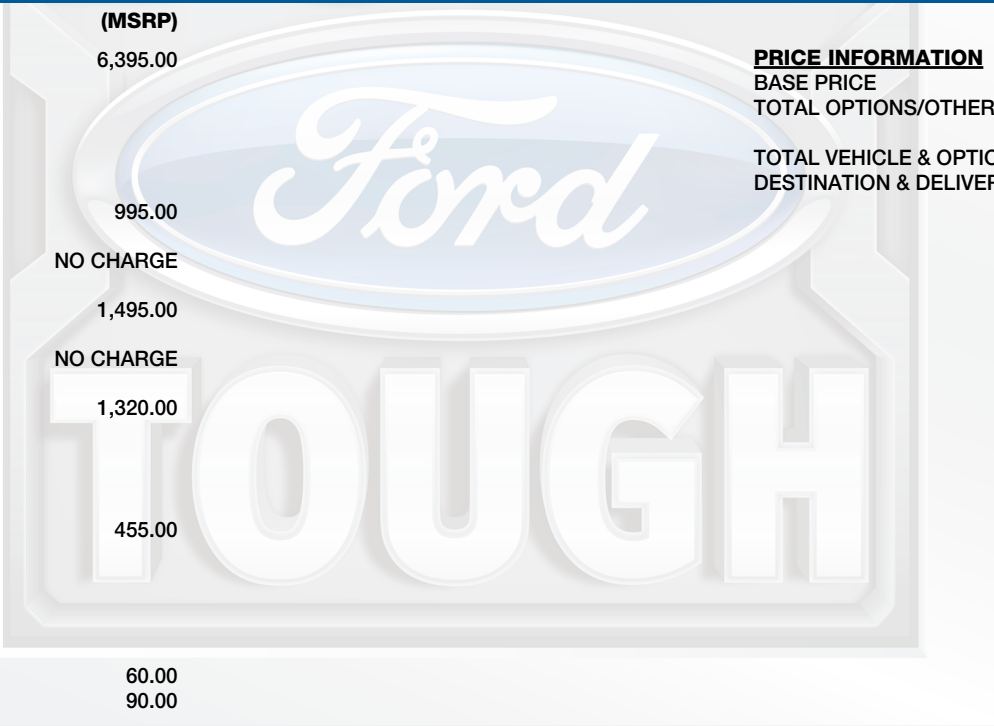 (MSRP)
6,395.00
995.00
NO CHARGE
1,495.00
NO CHARGE
1,320.00
455.00
60.00
90.00
PRICE INFORMATION
BASE PRICE
TOTAL OPTIONS/OTHER
TOTAL VEHICLE & OPTIO
DESTINATION & DELIVER
Ford
TOUGH